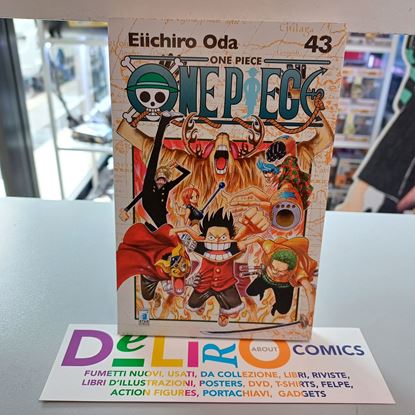 Eiichiro Oda
43
ONE PIECE
ONE PIECE
DeLiRiO ABOUT COMICS
FUMETTI NUOVI, USATI, DA COLLEZIONE, LIBRI, RIVISTE,
LIBRI D'ILLUSTRAZIONI, POSTERS, DVD, T-SHIRTS, FELPE,
ACTION FIGURES, PORTACHIAVI, GADGETS